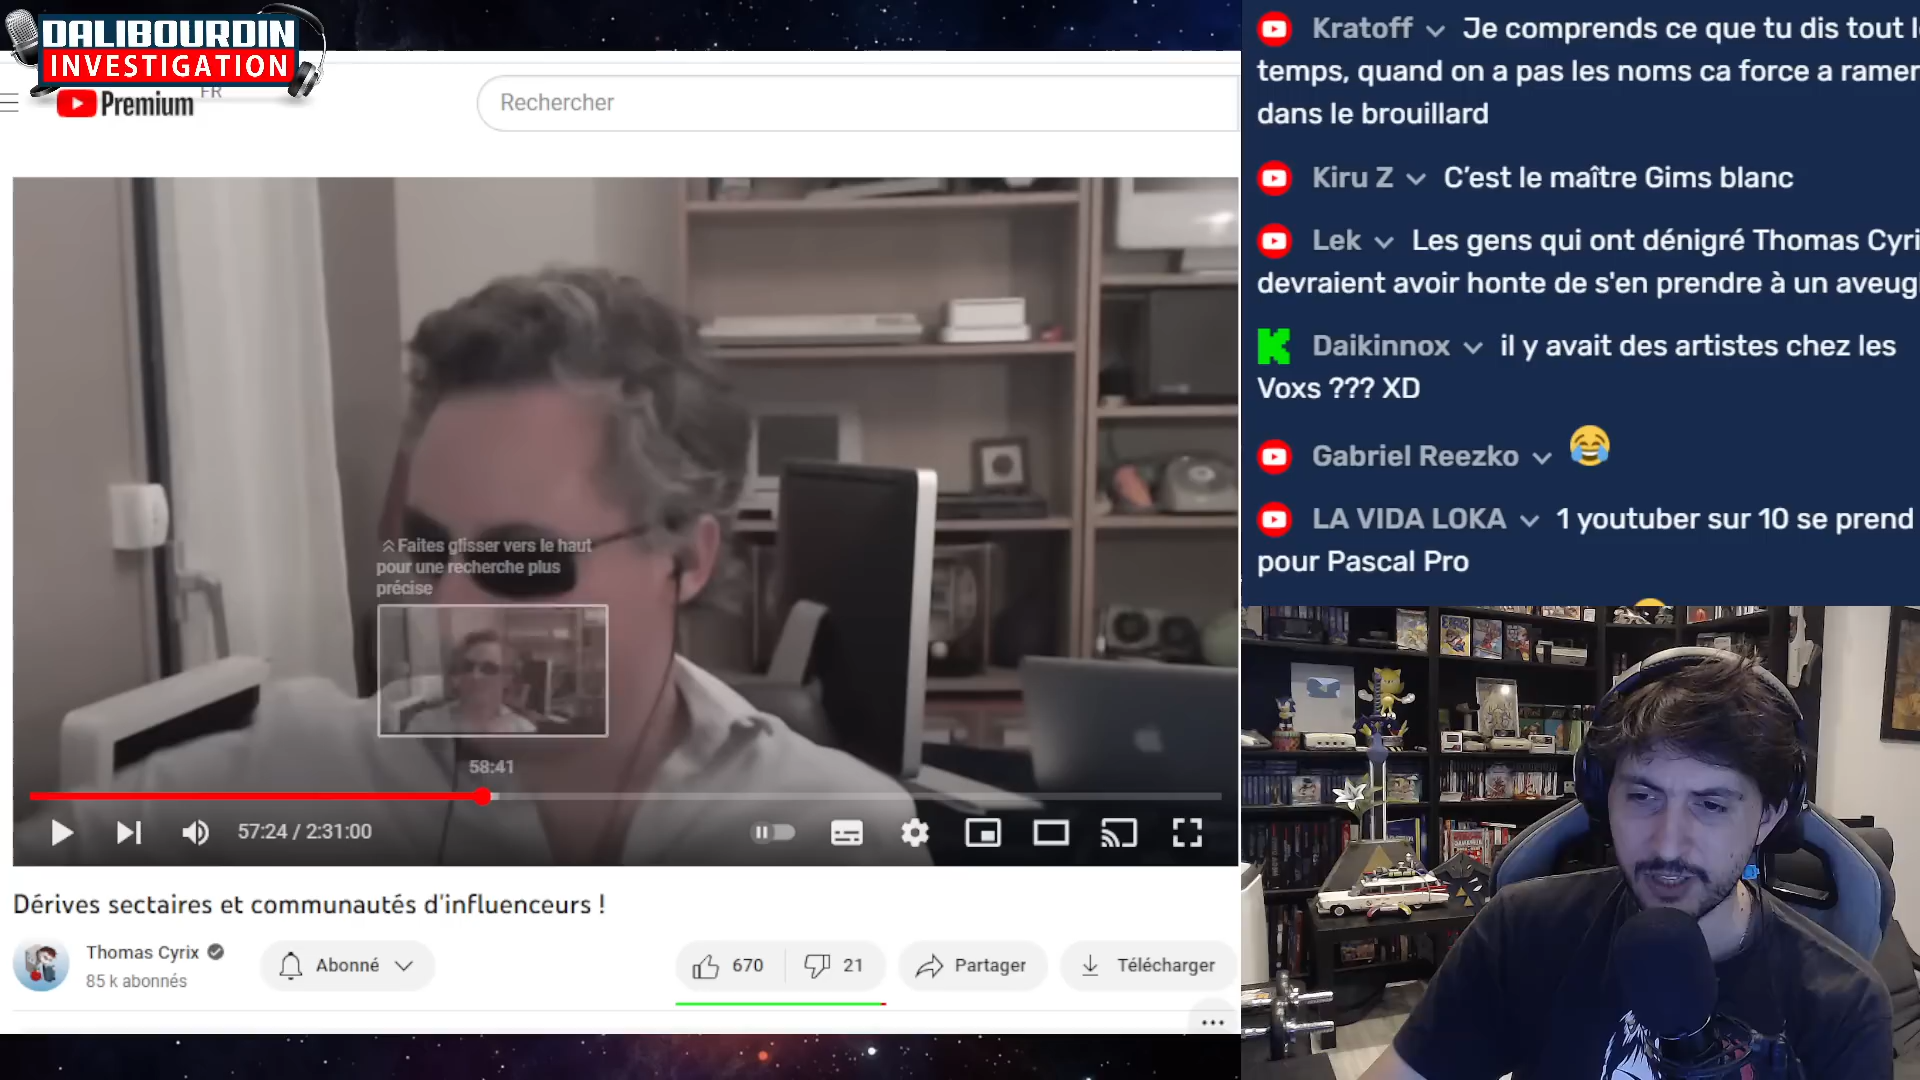 DALIBOURDIN
INVESTIGATION
Premium
FR
Rechercher
Faites glisser vers le haut
pour une recherche plus
précise
58:41
57:24 / 2:31:00
Dérives sectaires et communautés d'influenceurs !
Thomas Cyrix
85 k abonnés
Abonné
670
21
Partager
Télécharger
Kratoff Je comprends ce que tu dis tout
temps, quand on a pas les noms ca force a ramer
dans le brouillard
Kiru Z C’est le maître Gims blanc
Lek Les gens qui ont dénigré Thomas Cyri
devraient avoir honte de s'en prendre à un aveug
Daikinnox il y avait des artistes chez les
Voxs ??? XD
Gabriel Reezko 😂
LA VIDA LOKA 1 youtuber sur 10 se prend
pour Pascal Pro